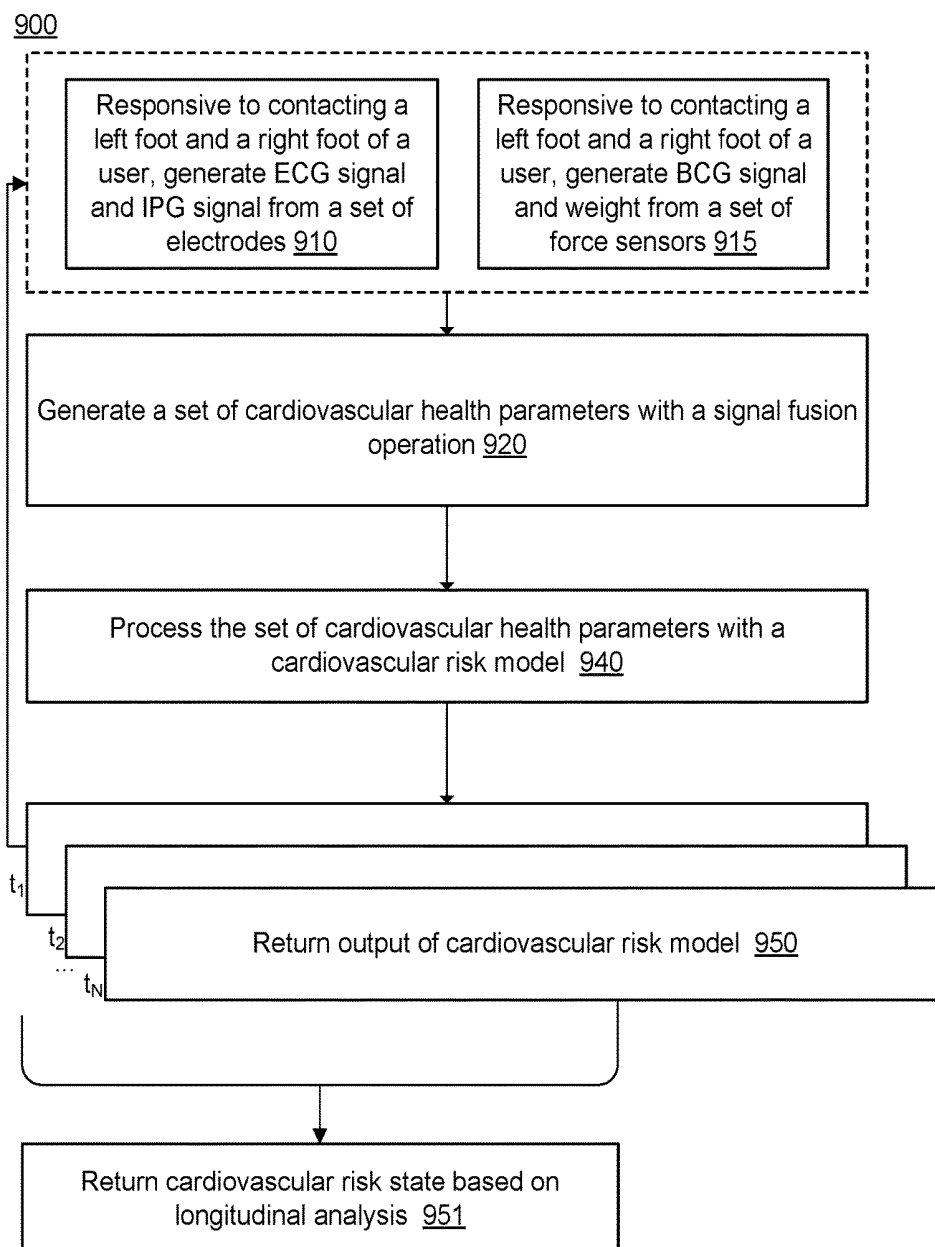 900
Responsive to contacting a
left foot and a right foot of a
user, generate ECG signal
and IPG signal from a set of
electrodes 910
Responsive to contacting a
left foot and a right foot of a
user, generate BCG signal
and weight from a set of
force sensors 915
Generate a set of cardiovascular health parameters with a signal fusion
operation 920
Process the set of cardiovascular health parameters with a
cardiovascular risk model 940
t1
t2
...
tN
Return output of cardiovascular risk model 950
Return cardiovascular risk state based on
longitudinal analysis 951